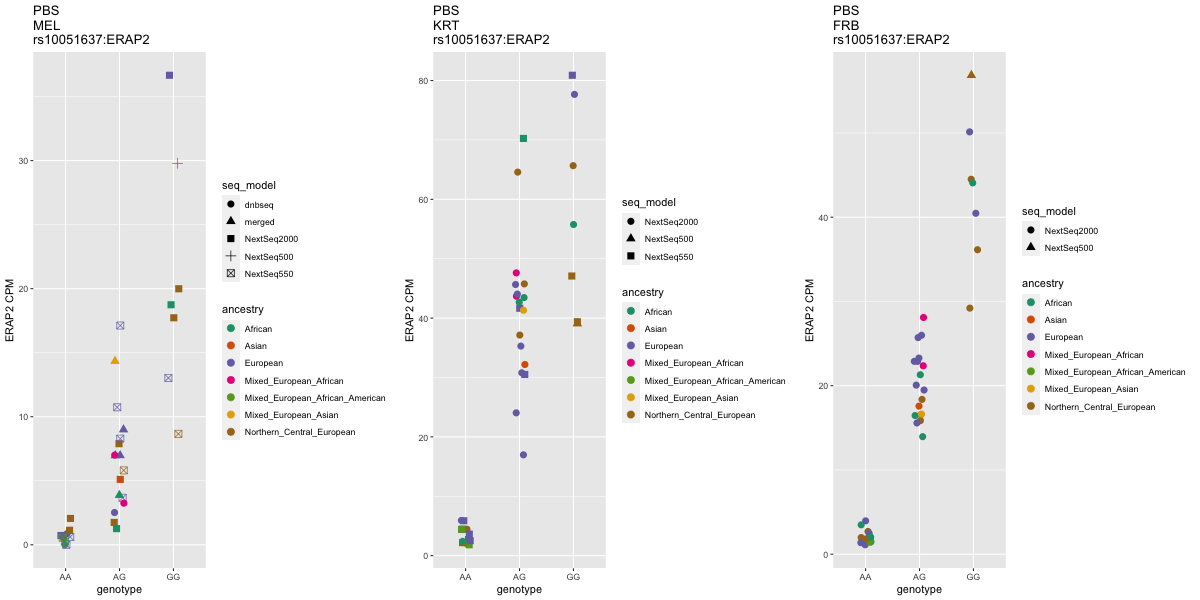 PBS
MEL
rs10051637:ERAP2
ERAP2 CPM
30
20
10
0
AA
AG
GG
genotype
seq_model
dnbseq
merged
NextSeq2000
NextSeq500
NextSeq550
ancestry
African
Asian
European
Mixed_European_African
Mixed_European_African_American
Mixed_European_Asian
Northern_Central_European
PBS
KRT
rs10051637:ERAP2
ERAP2 CPM
80
60
40
20
0
AA
AG
GG
genotype
seq_model
NextSeq2000
NextSeq500
NextSeq550
ancestry
African
Asian
European
Mixed_European_African
Mixed_European_African_American
Mixed_European_Asian
Northern_Central_European
PBS
FRB
rs10051637:ERAP2
ERAP2 CPM
40
20
0
AA
AG
GG
genotype
seq_model
NextSeq2000
NextSeq500
ancestry
African
Asian
European
Mixed_European_African
Mixed_European_African_American
Mixed_European_Asian
Northern_Central_European